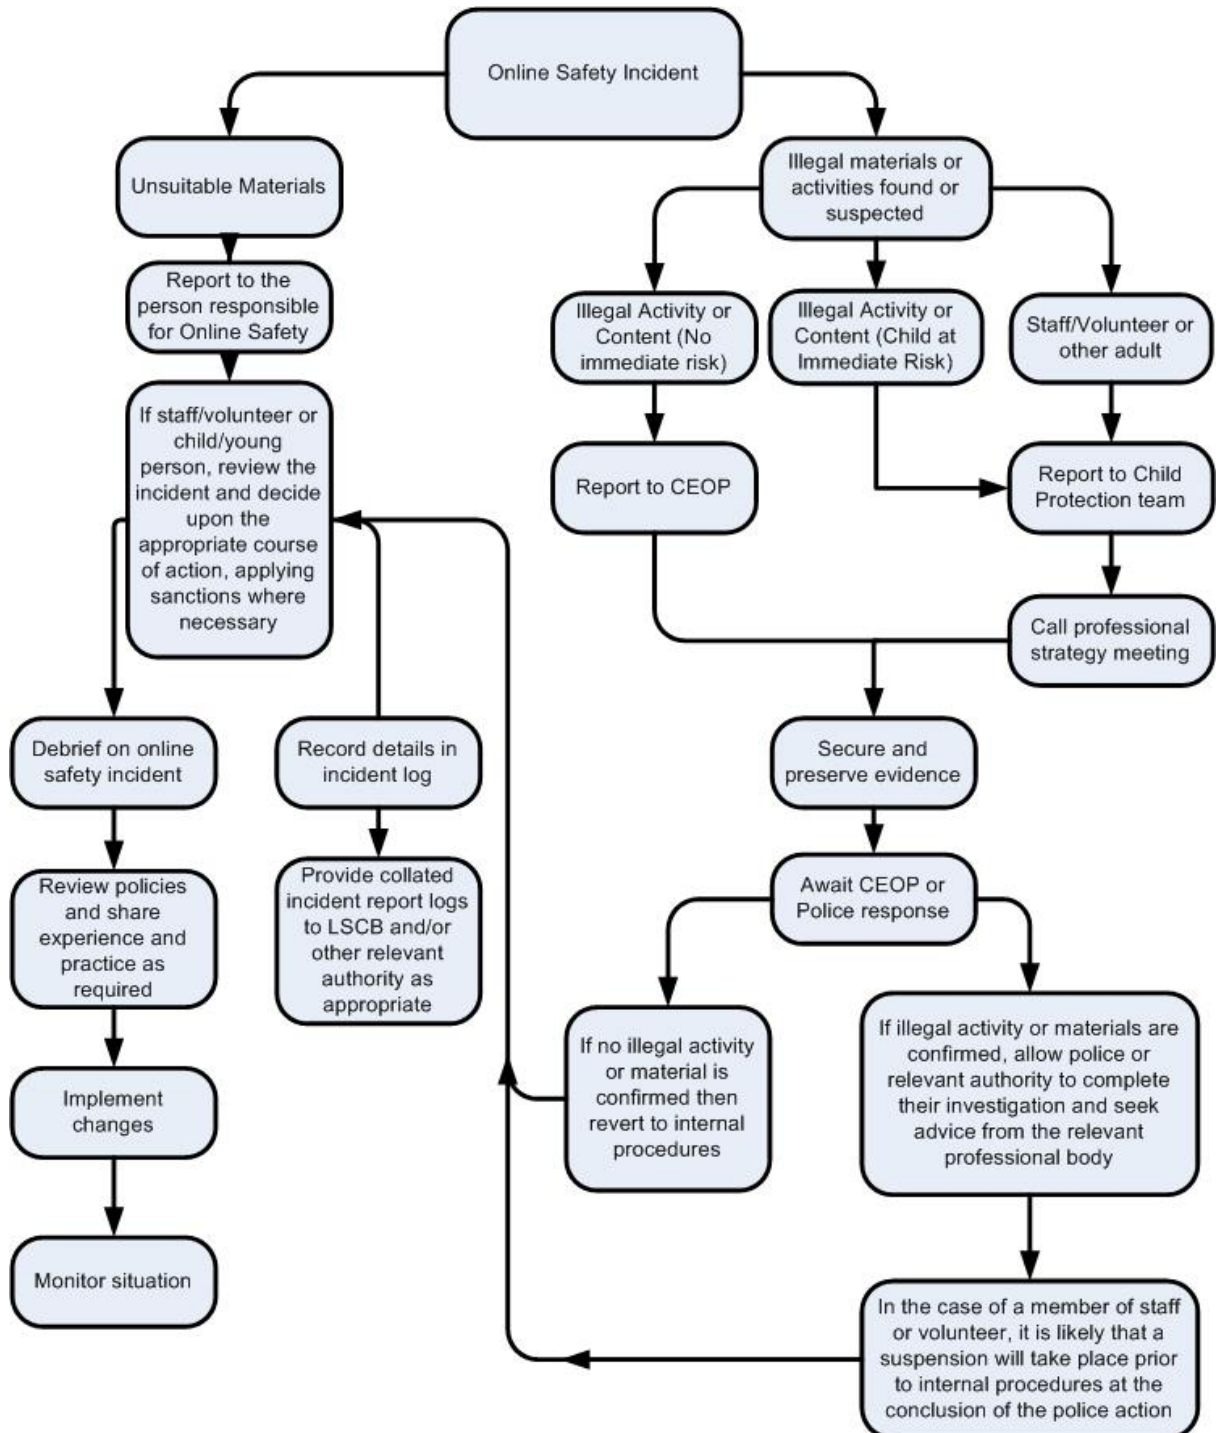 Online Safety Incident
Unsuitable Materials
Illegal materials or
activities found or
suspected
Report to the
person responsible
for Online Safety
Illegal Activity or
Content (No
immediate risk)
Illegal Activity or
Content (Child at
Immediate Risk)
Staff/Volunteer or
other adult
If staff/volunteer or
child/young
person, review the
incident and decide
upon the
appropriate course
of action, applying
sanctions where
necessary
Report to CEOP
Report to Child
Protection team
Call professional
strategy meeting
Debrief on online
safety incident
Record details in
incident log
Secure and
preserve evidence
Review policies
and share
experience and
practice as
required
Provide collated
incident report logs
to LSCB and/or
other relevant
authority as
appropriate
Await CEOP or
Police response
If no illegal activity
or material is
confirmed then
revert to internal
procedures
If illegal activity or materials are
confirmed, allow police or
relevant authority to complete
their investigation and seek
advice from the relevant
professional body
Implement
changes
Monitor situation
In the case of a member of staff
or volunteer, it is likely that a
suspension will take place prior
to internal procedures at the
conclusion of the police action